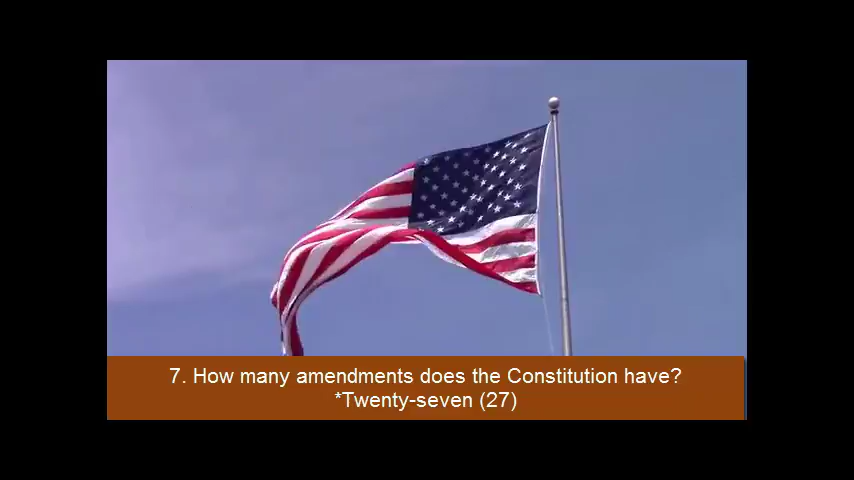 7. How many amendments does the Constitution have?
*Twenty-seven (27)